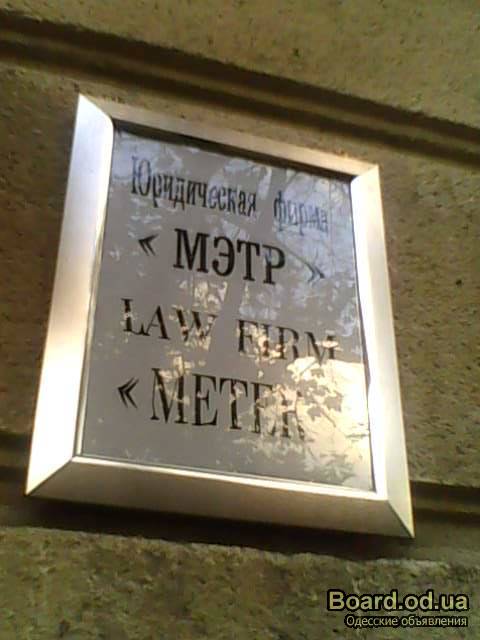 Юридическая фирма
« МЭТР »
LAW FIRM
« METER
Board.od.ua
Одесские объявления